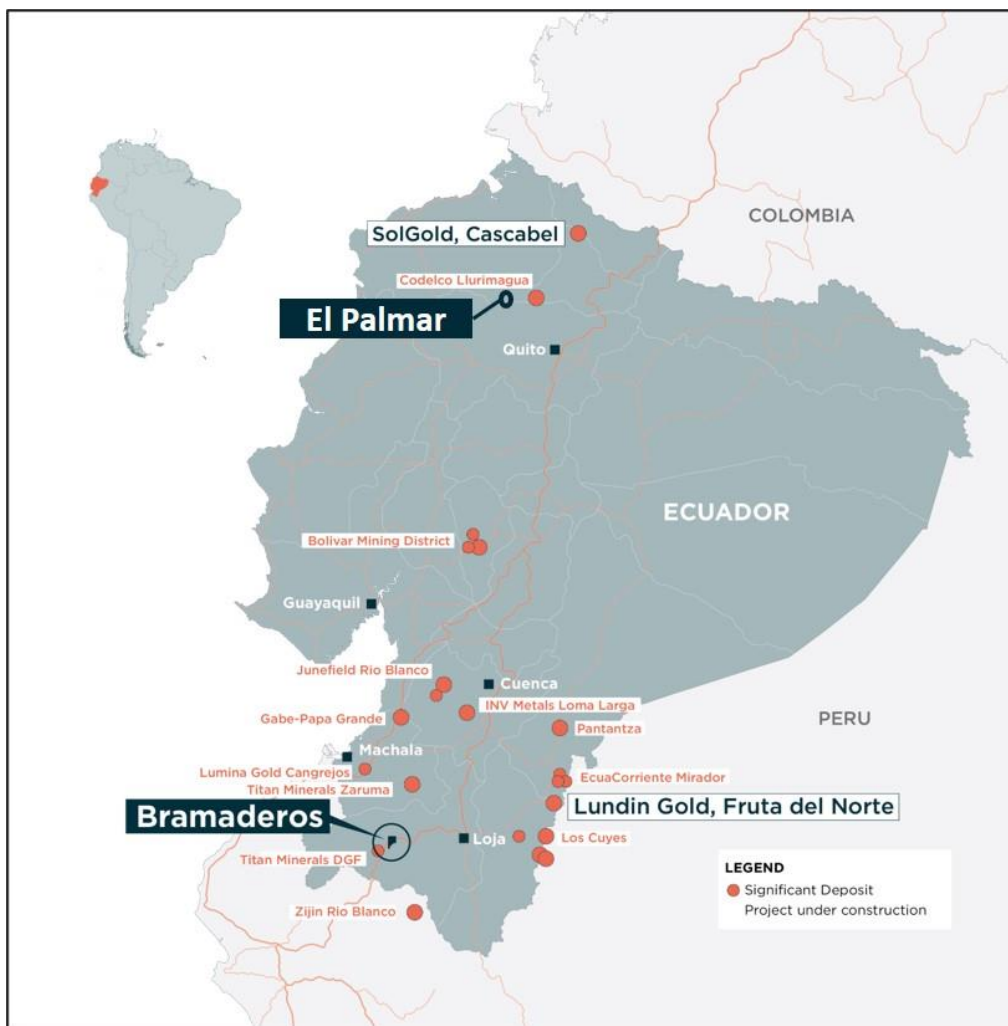 COLOMBIA
SolGold, Cascabel
Codelco Llurimagua
El Palmar
Quito
ECUADOR
Bolivar Mining District
Guayaquil
Junefield Rio Blanco
Cuenca
INV Metals Loma Larga
Gabe-Papa Grande
PERU
Pantantza
Machala
Lumina Gold Cangrejos
EcuaCorriente Mirador
Titan Minerals Zaruma
Lundin Gold, Fruta del Norte
Bramaderos
Loja
Los Cuyes
Titan Minerals DGF
LEGEND
Significant Deposit
Project under construction
Zijin Rio Blanco